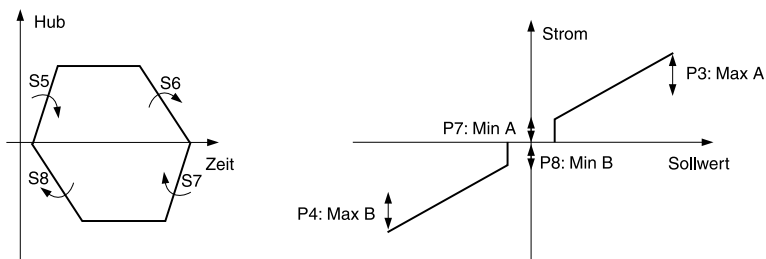 Hub
S5
S6
Zeit
S8
S7
Strom
P3: Max A
P7: Min A
P8: Min B
Sollwert
P4: Max B